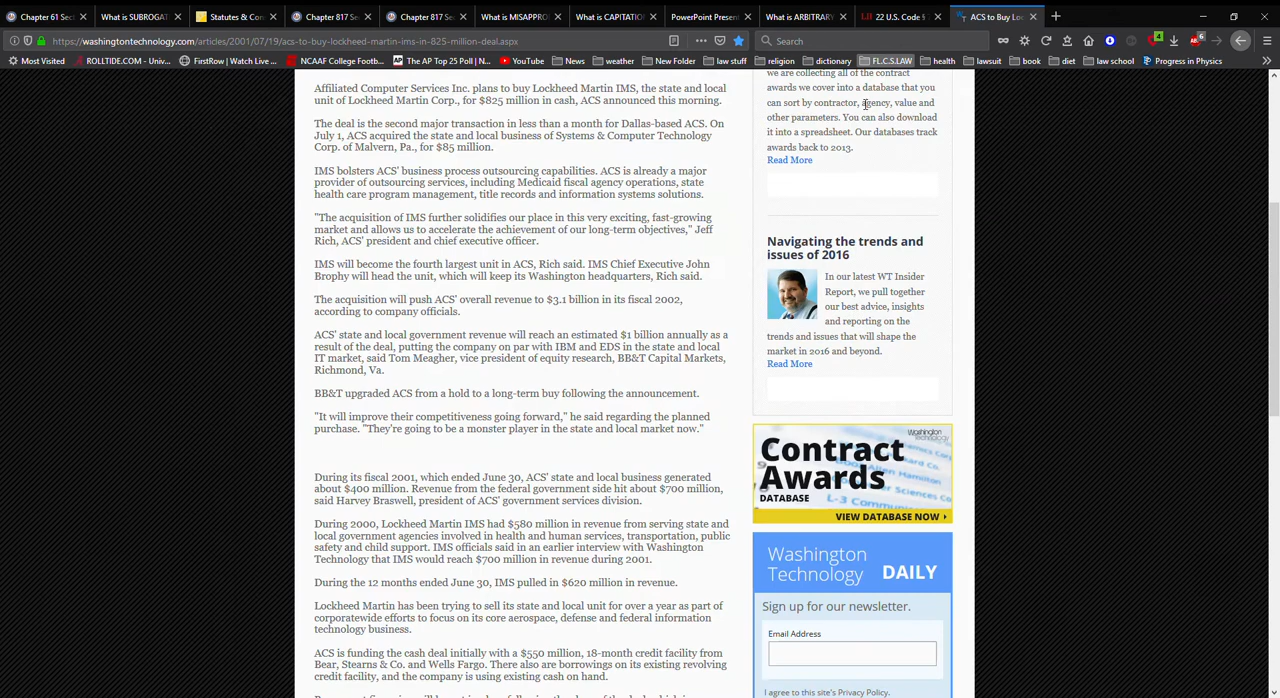 Chapter 61 Sect
What is SUBROGAT
Statutes & Con
Chapter 817 Sec
Chapter 817 Sec
What is MISAPPRO
What is CAPITATIO
PowerPoint Present
What is ARBITRARY
22 U.S. Code §
ACS to Buy Loc
https://washingtontechnology.com/articles/2001/07/19/acs-to-buy-lockheed-martin-ims-in-825-million-deal.aspx
Search
4
6
Most Visited
ROLLTIDE.COM - Univ...
FirstRow | Watch Live ...
NCAAF College Footb...
AP The AP Top 25 Poll | N...
YouTube
News
weather
New Folder
law stuff
religion
dictionary
FL.C.S.LAW
health
lawsuit
book
diet
law school
Progress in Physics
Affiliated Computer Services Inc. plans to buy Lockheed Martin IMS, the state and local
unit of Lockheed Martin Corp., for $825 million in cash, ACS announced this morning.
The deal is the second major transaction in less than a month for Dallas-based ACS. On
July 1, ACS acquired the state and local business of Systems & Computer Technology
Corp. of Malvern, Pa., for $85 million.
IMS bolsters ACS' business process outsourcing capabilities. ACS is already a major
provider of outsourcing services, including Medicaid fiscal agency operations, state
health care program management, title records and information systems solutions.
"The acquisition of IMS further solidifies our place in this very exciting, fast-growing
market and allows us to accelerate the achievement of our long-term objectives," Jeff
Rich, ACS' president and chief executive officer.
IMS will become the fourth largest unit in ACS, Rich said. IMS Chief Executive John
Brophy will head the unit, which will keep its Washington headquarters, Rich said.
The acquisition will push ACS' overall revenue to $3.1 billion in its fiscal 2002,
according to company officials.
ACS' state and local government revenue will reach an estimated $1 billion annually as a
result of the deal, putting the company on par with IBM and EDS in the state and local
IT market, said Tom Meagher, vice president of equity research, BB&T Capital Markets,
Richmond, Va.
BB&T upgraded ACS from a hold to a long-term buy following the announcement.
"It will improve their competitiveness going forward," he said regarding the planned
purchase. "They're going to be a monster player in the state and local market now."
During its fiscal 2001, which ended June 30, ACS' state and local business generated
about $400 million. Revenue from the federal government side hit about $700 million,
said Harvey Braswell, president of ACS' government services division.
During 2000, Lockheed Martin IMS had $580 million in revenue from serving state and
local government agencies involved in health and human services, transportation, public
safety and child support. IMS officials said in an earlier interview with Washington
Technology that IMS would reach $700 million in revenue during 2001.
During the 12 months ended June 30, IMS pulled in $620 million in revenue.
Lockheed Martin has been trying to sell its state and local unit for over a year as part of
corporatewide efforts to focus on its core aerospace, defense and federal information
technology business.
ACS is funding the cash deal initially with a $550 million, 18-month credit facility from
Bear, Stearns & Co. and Wells Fargo. There also are borrowings on its existing revolving
credit facility, and the company is using existing cash on hand.
we are collecting all of the contract
awards we cover into a database that you
can sort by contractor, agency, value and
other parameters. You can also download
it into a spreadsheet. Our databases track
awards back to 2013.
Read More
Navigating the trends and
issues of 2016
In our latest WT Insider
Report, we pull together
our best advice, insights
and reporting on the
trends and issues that will shape the
market in 2016 and beyond.
Read More
Washington
Technology
Contract
Awards
DATABASE
Allen Hamilton
L-3 Commun
VIEW DATABASE NOW
Washington
Technology DAILY
Sign up for our newsletter.
Email Address
I agree to this site's Privacy Policy.